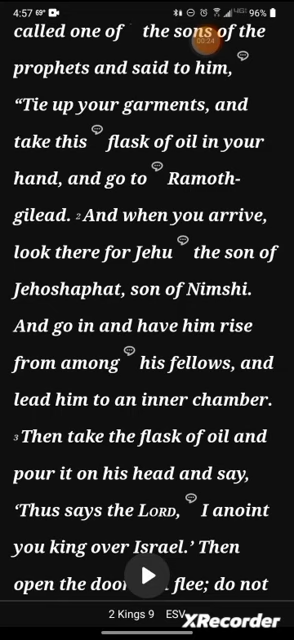 4:57 69° 96%
called one of the sons of the
00:24
prophets and said to him,
“Tie up your garments, and
take this flask of oil in your
hand, and go to Ramoth-
gilead. 2 And when you arrive,
look there for Jehu the son of
Jehoshaphat, son of Nimshi.
And go in and have him rise
from among his fellows, and
lead him to an inner chamber.
3 Then take the flask of oil and
pour it on his head and say,
‘Thus says the LORD, I anoint
you king over Israel.’ Then
open the door flee; do not
2 Kings 9 ESV
XRecorder